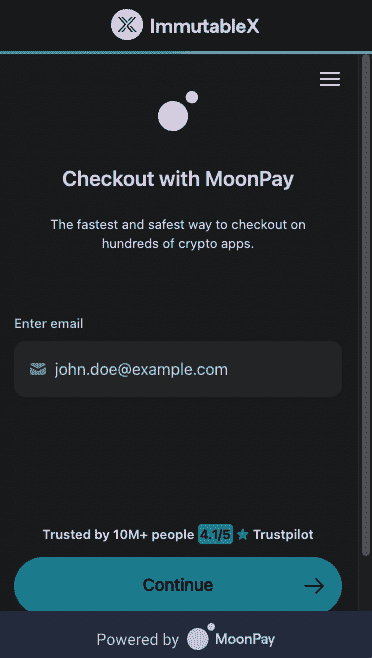 ImmutableX
Checkout with MoonPay
The fastest and safest way to checkout on
hundreds of crypto apps.
Enter email
john.doe@example.com
Trusted by 10M+ people 4.1/5 ★ Trustpilot
Continue →
Powered by MoonPay